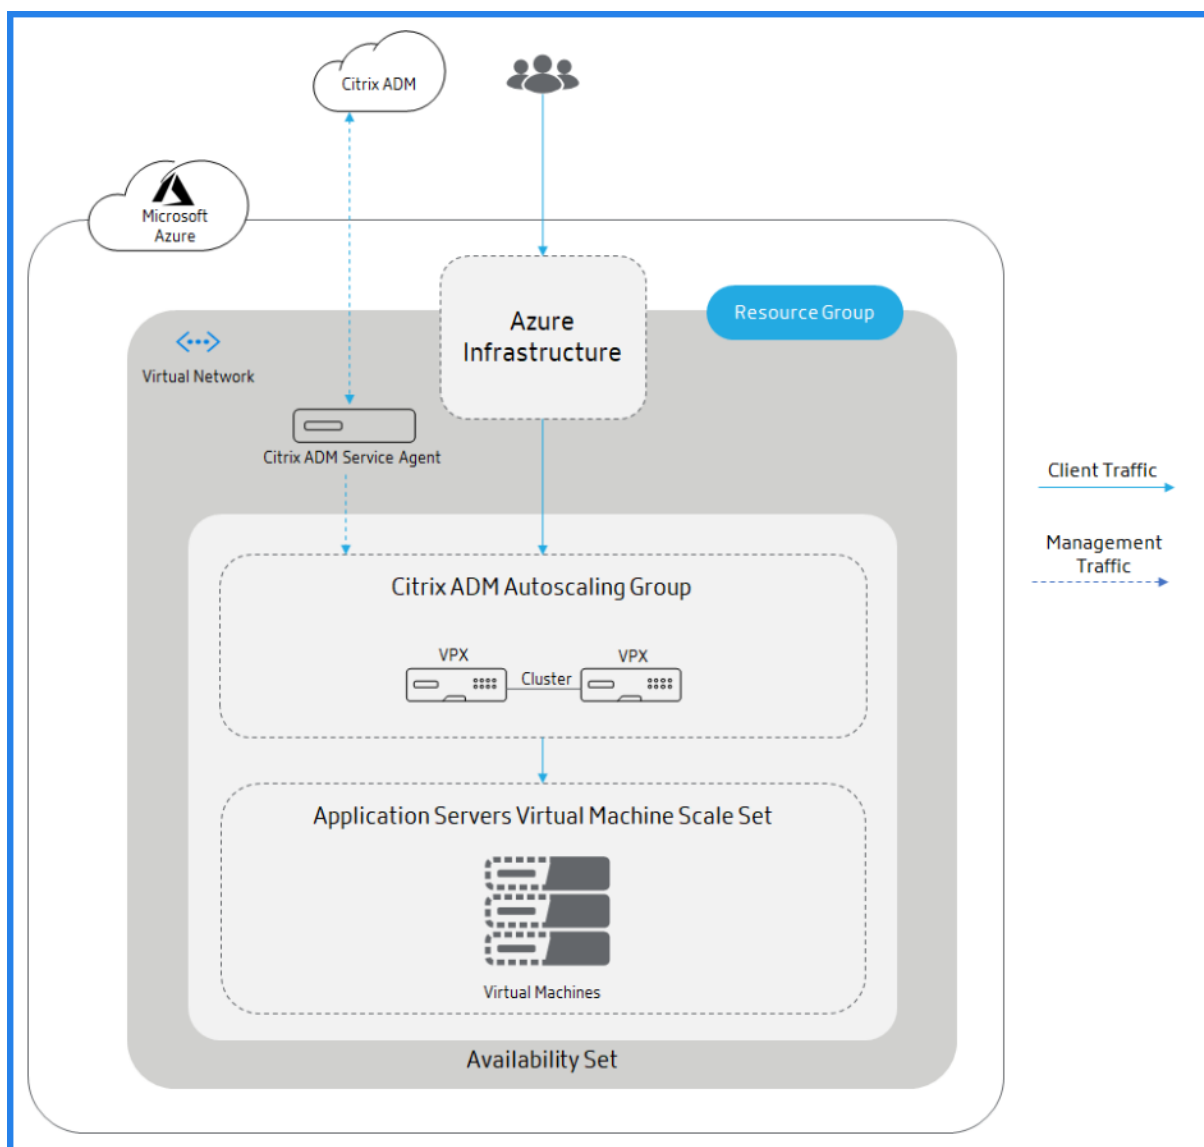 Citrix ADM
Microsoft
Azure
Azure
Infrastructure
Resource Group
Virtual Network
Citrix ADM Service Agent
Client Traffic
Management
Traffic
Citrix ADM Autoscaling Group
VPX
VPX
Cluster
Application Servers Virtual Machine Scale Set
Virtual Machines
Availability Set